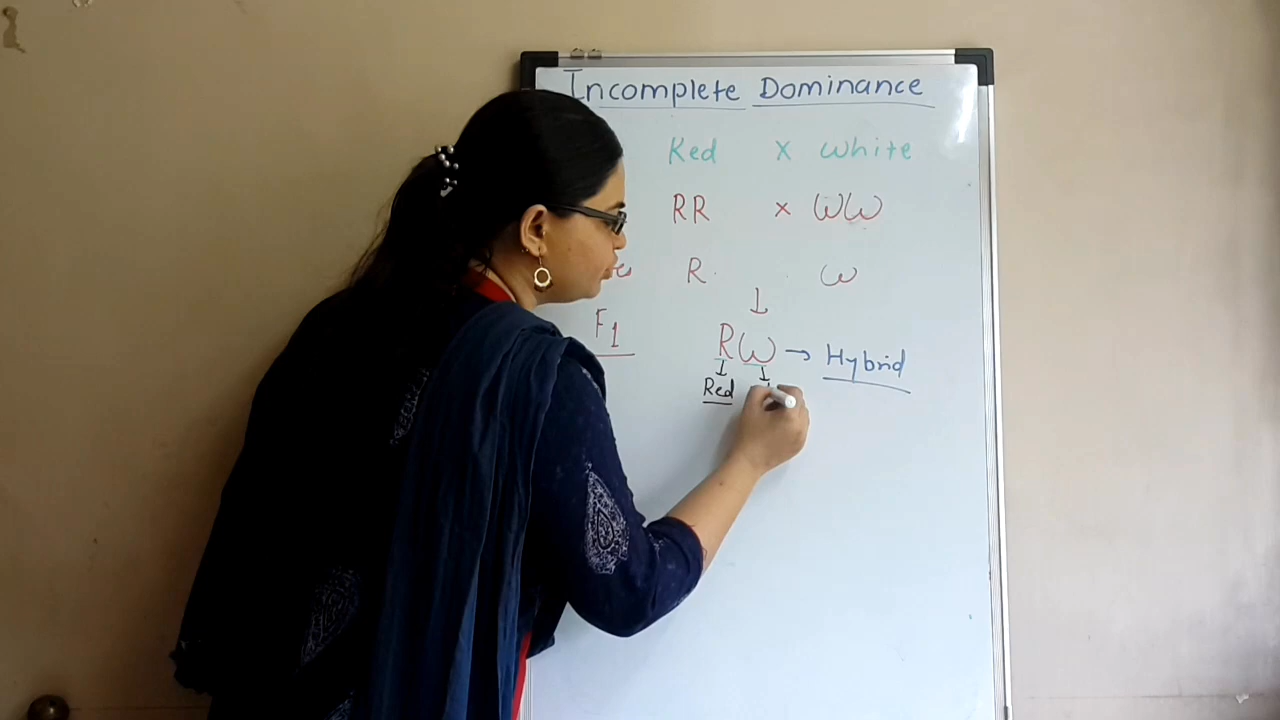 Incomplete Dominance
Red x White
RR x WW
R W
F1
RW → Hybrid
Red